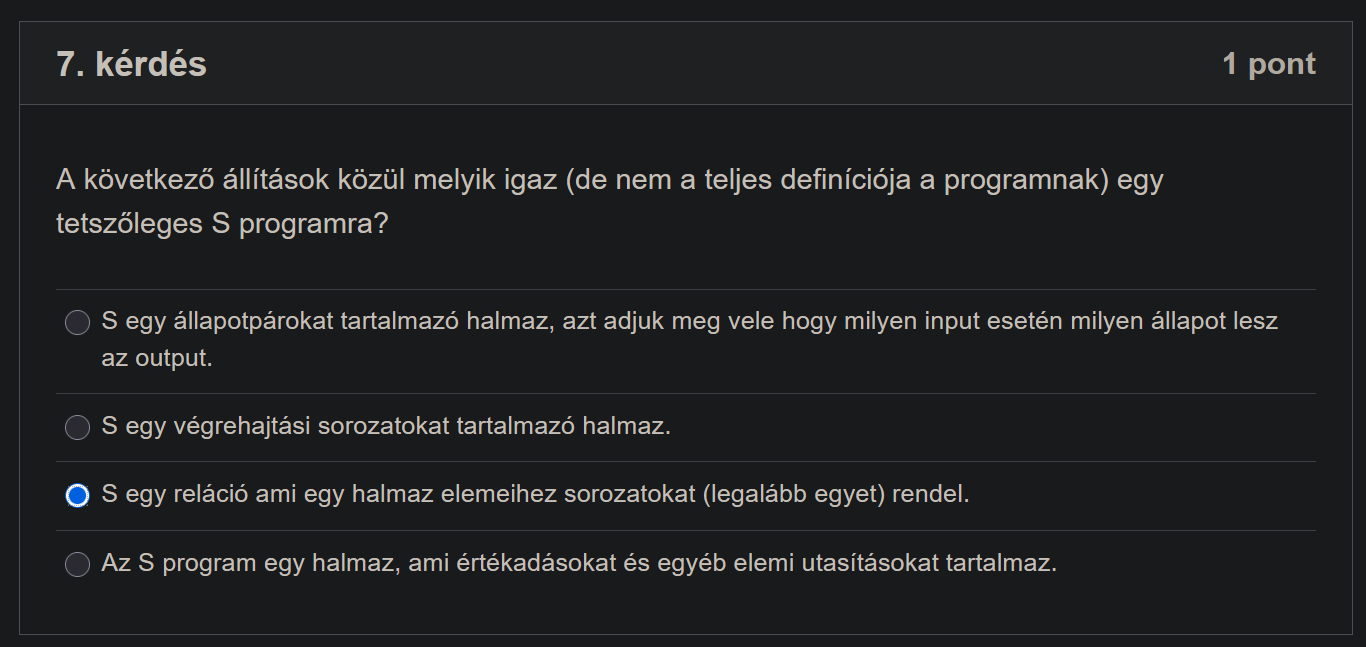 7. kérdés
1 pont
A következő állítások közül melyik igaz (de nem a teljes definíciója a programnak) egy
tetszőleges S programra?
S egy állapotpárokat tartalmazó halmaz, azt adjuk meg vele hogy milyen input esetén milyen állapot lesz
az output.
S egy végrehajtási sorozatokat tartalmazó halmaz.
S egy reláció ami egy halmaz elemeihez sorozatokat (legalább egyet) rendel.
Az S program egy halmaz, ami értékadásokat és egyéb elemi utasításokat tartalmaz.